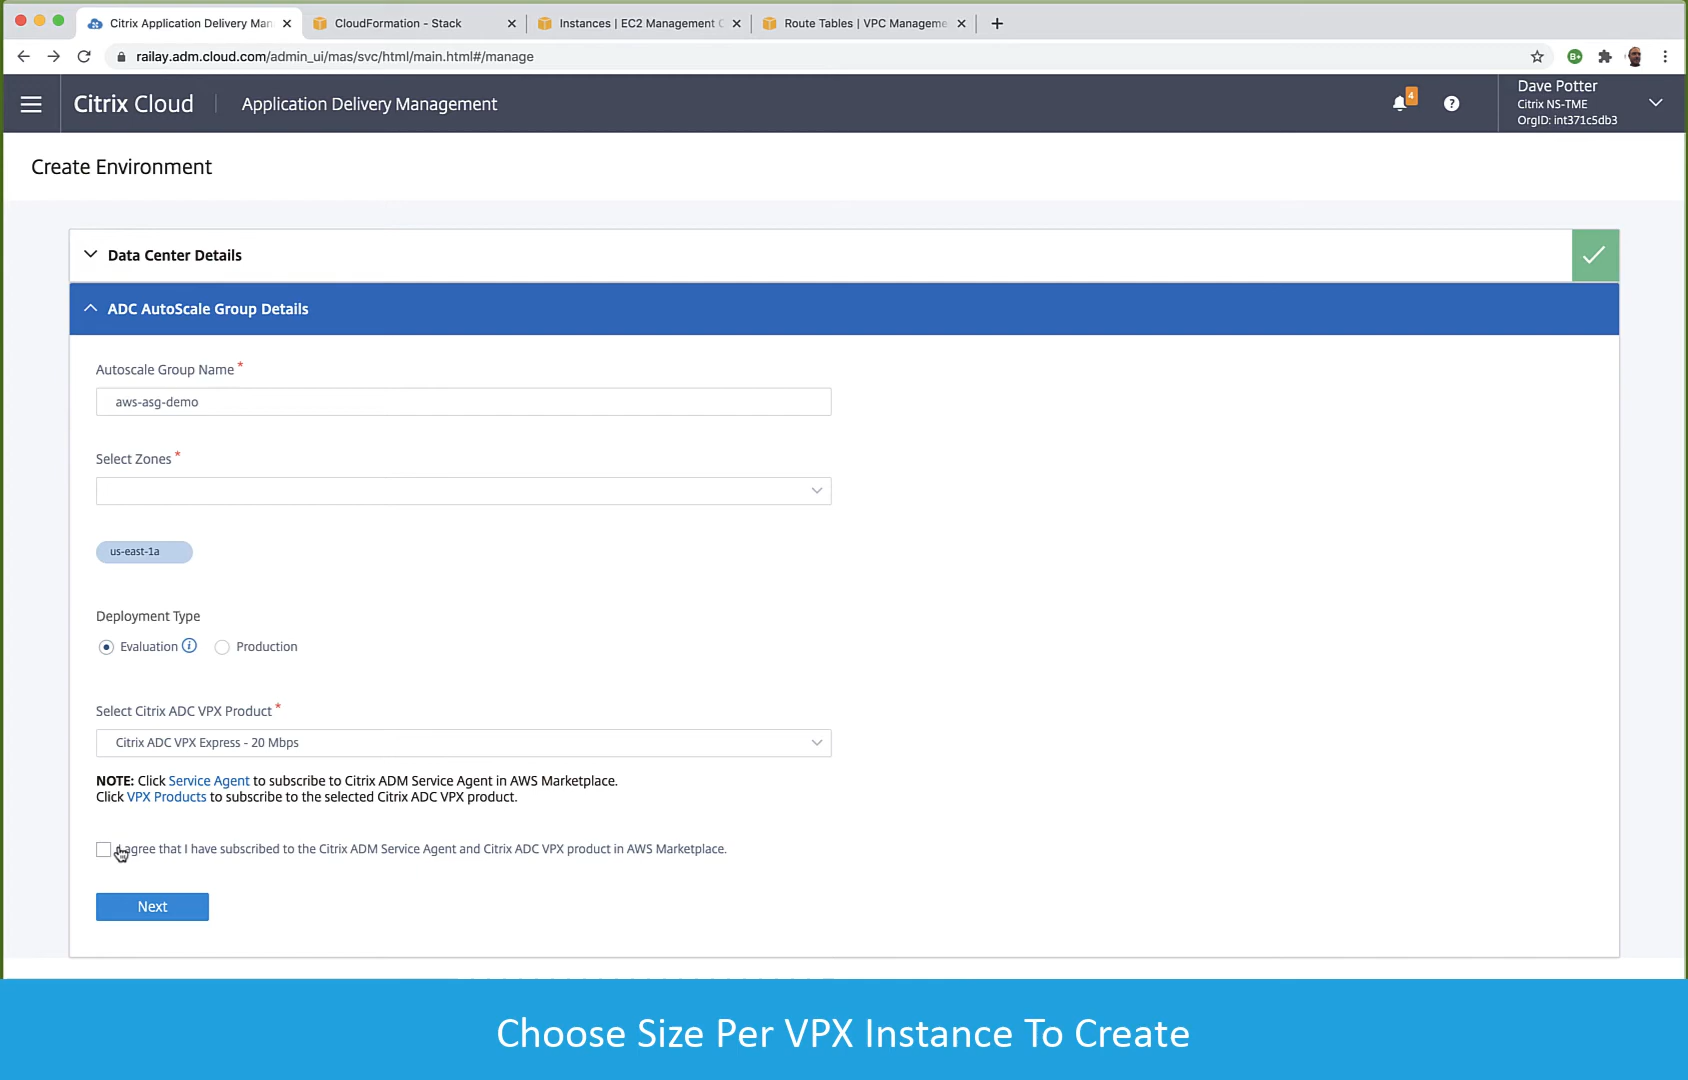 Citrix Application Delivery Man
CloudFormation - Stack
Instances | EC2 Management C
Route Tables | VPC Manageme
railay.adm.cloud.com/admin_ui/mas/svc/html/main.html#/manage
B+
Citrix Cloud
Application Delivery Management
4
?
Dave Potter
Citrix NS-TME
OrgID: int371c5db3
Create Environment
Data Center Details
ADC AutoScale Group Details
Autoscale Group Name *
aws-asg-demo
Select Zones *
us-east-1a
Deployment Type
Evaluation i Production
Select Citrix ADC VPX Product *
Citrix ADC VPX Express - 20 Mbps
NOTE: Click Service Agent to subscribe to Citrix ADM Service Agent in AWS Marketplace.
Click VPX Products to subscribe to the selected Citrix ADC VPX product.
I agree that I have subscribed to the Citrix ADM Service Agent and Citrix ADC VPX product in AWS Marketplace.
Next
Choose Size Per VPX Instance To Create